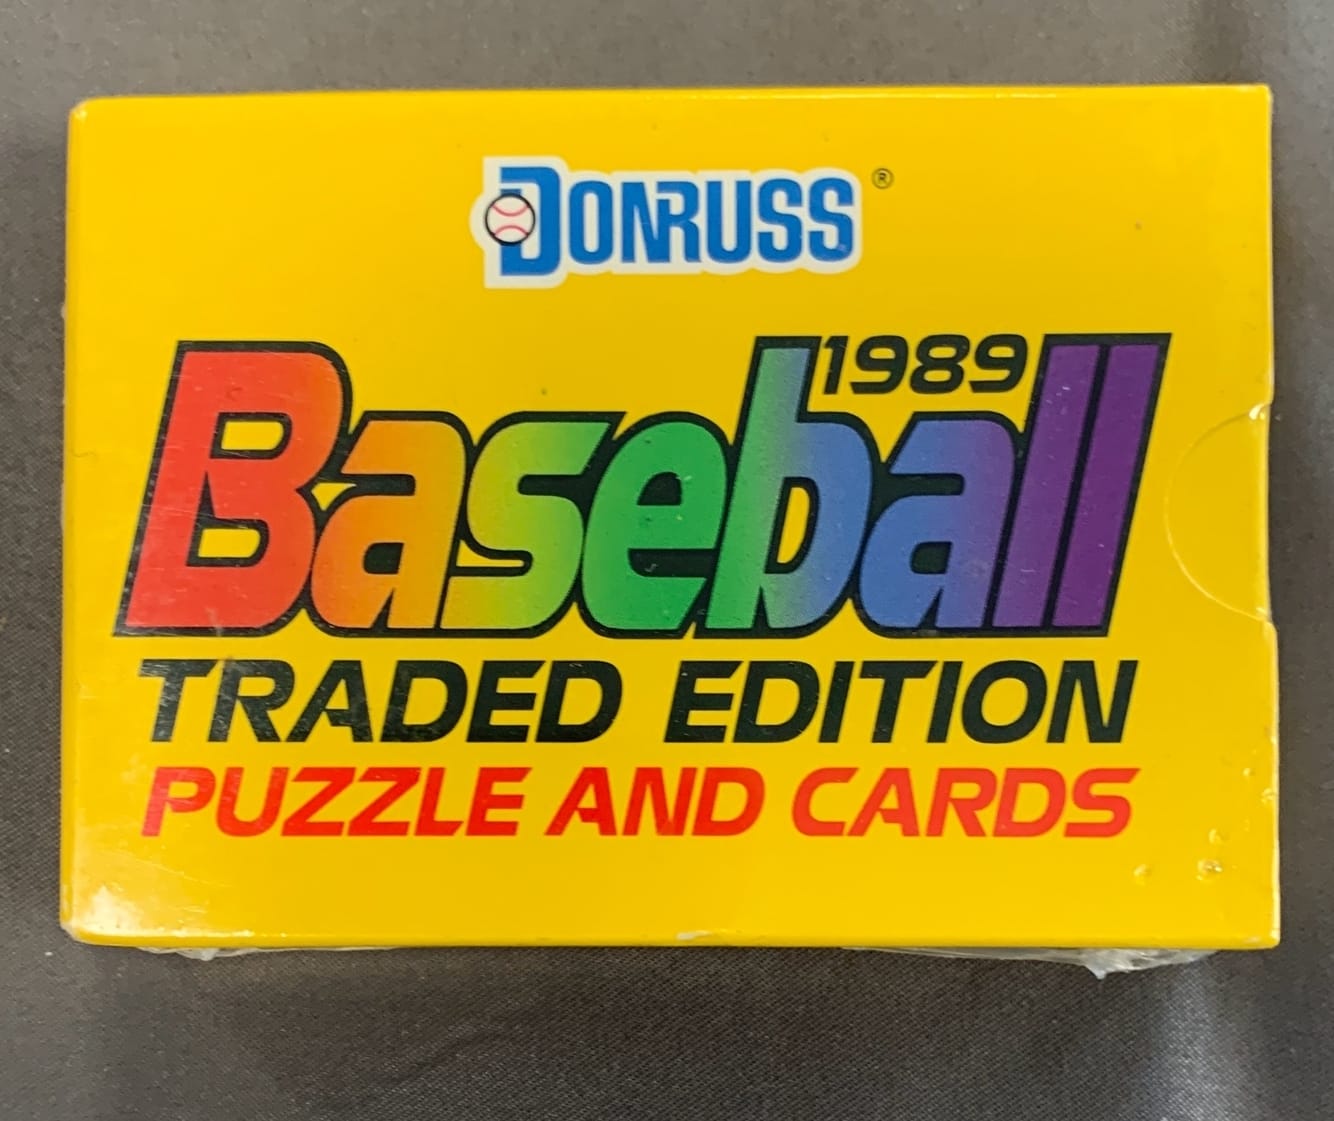 DONRUSS®
1989
Baseball
TRADED EDITION
PUZZLE AND CARDS